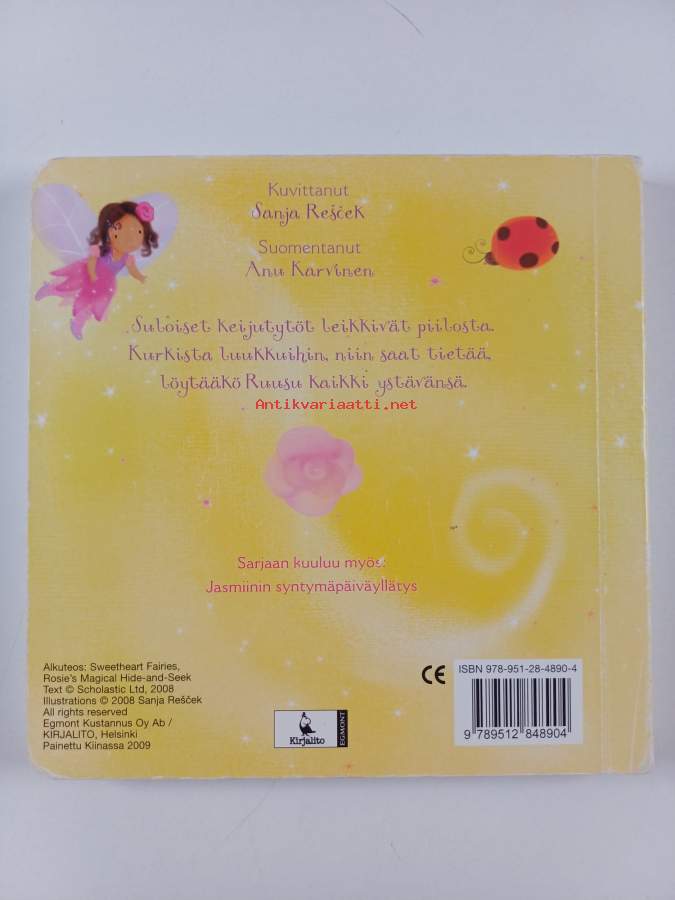 Kuvittanut
Sanja Rešček
Suomentanut
Anu Karvinen
Suloiset keijutytöt leikkivät piilosta.
Kurkista luukkuihin, niin saat tietää,
löytääkö Ruusu kaikki ystävänsä.
Antikvariaatti.net
Sarjaan kuuluu myös:
Jasmiinin syntymäpäiväyllätys
Alkuteos: Sweetheart Fairies,
Rosie's Magical Hide-and-Seek
Text © Scholastic Ltd, 2008
Illustrations © 2008 Sanja Rešček
All rights reserved
Egmont Kustannus Oy Ab /
KIRJALITO, Helsinki
Painettu Kiinassa 2009
Kirjalito
EGMONT
CE
ISBN 978-951-28-4890-4
9 789512 848904